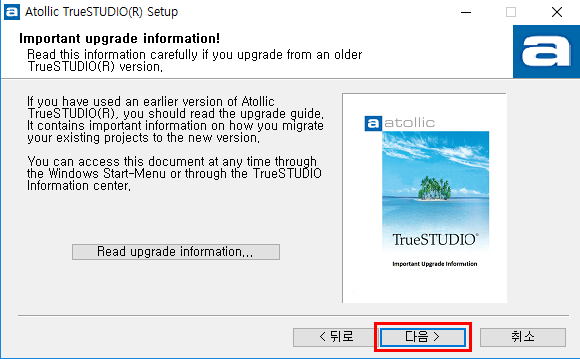 Atollic TrueSTUDIO(R) Setup
Important upgrade information!
Read this information carefully if you upgrade from an older
TrueSTUDIO(R) version.
a
If you have used an earlier version of Atollic
TrueSTUDIO(R), you should read the upgrade guide.
It contains important information on how you migrate
your existing projects to the new version.
You can access this document at any time through
the Windows Start-Menu or through the TrueSTUDIO
Information center.
Read upgrade information...
a atollic
TrueSTUDIO®
Important Upgrade Information
< 뒤로
다음 >
취소